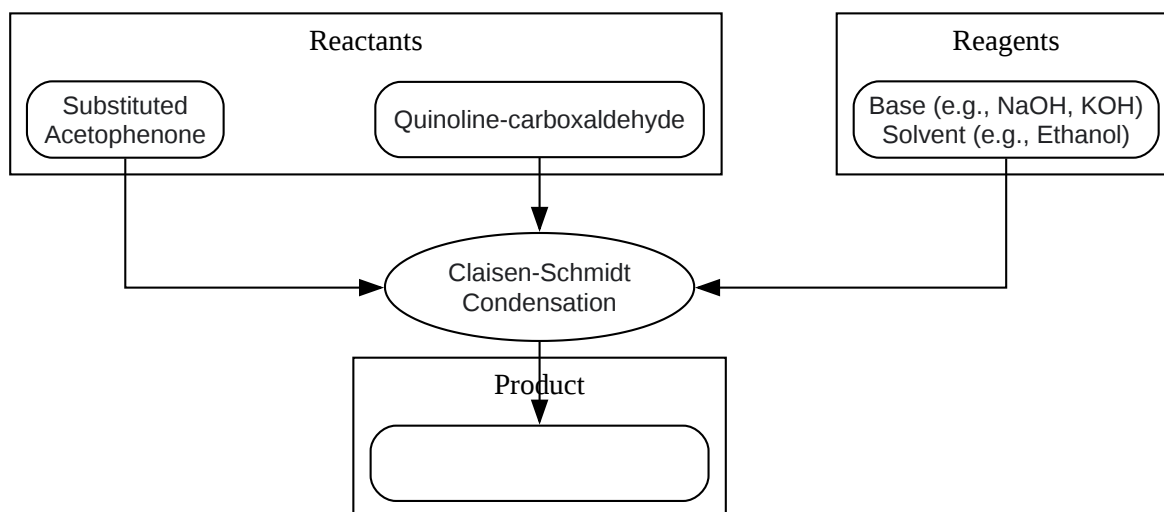 Reactants
Substituted
Acetophenone
Quinoline-carboxaldehyde
Reagents
Base (e.g., NaOH, KOH)
Solvent (e.g., Ethanol)
Claisen-Schmidt
Condensation
Product